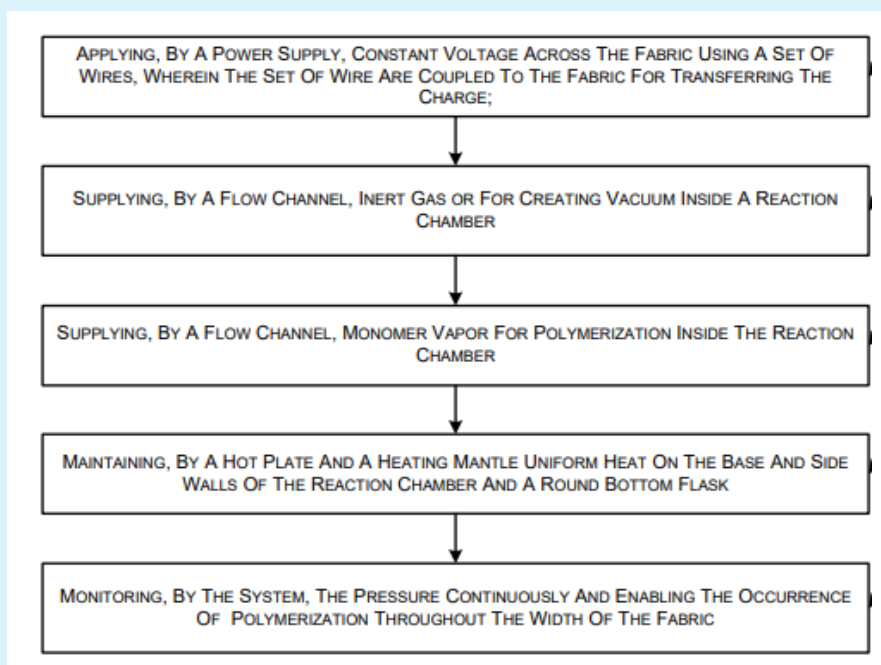 APPLYING, BY A POWER SUPPLY, CONSTANT VOLTAGE ACROSS THE FABRIC USING A SET OF
WIRES, WHEREIN THE SET OF WIRE ARE COUPLED TO THE FABRIC FOR TRANSFERRING THE
CHARGE;
SUPPLYING, BY A FLOW CHANNEL, INERT GAS OR FOR CREATING VACUUM INSIDE A REACTION
CHAMBER
SUPPLYING, BY A FLOW CHANNEL, MONOMER VAPOR FOR POLYMERIZATION INSIDE THE REACTION
CHAMBER
MAINTAINING, BY A HOT PLATE AND A HEATING MANTLE UNIFORM HEAT ON THE BASE AND SIDE
WALLS OF THE REACTION CHAMBER AND A ROUND BOTTOM FLASK
MONITORING, BY THE SYSTEM, THE PRESSURE CONTINUOUSLY AND ENABLING THE OCCURRENCE
OF POLYMERIZATION THROUGHOUT THE WIDTH OF THE FABRIC